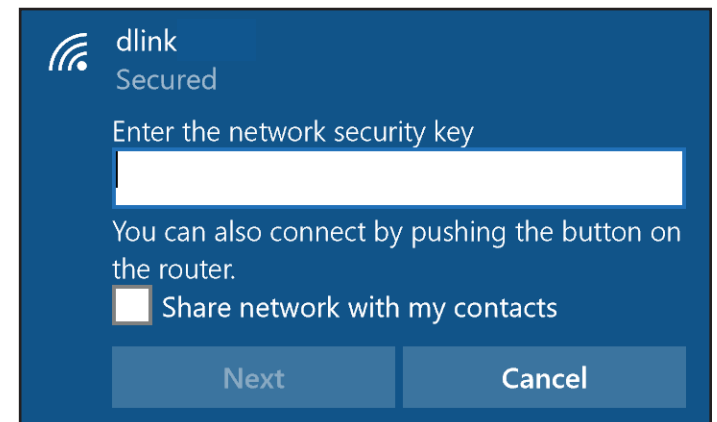 dlink
Secured
Enter the network security key
You can also connect by pushing the button on
the router.
Share network with my contacts
Next
Cancel